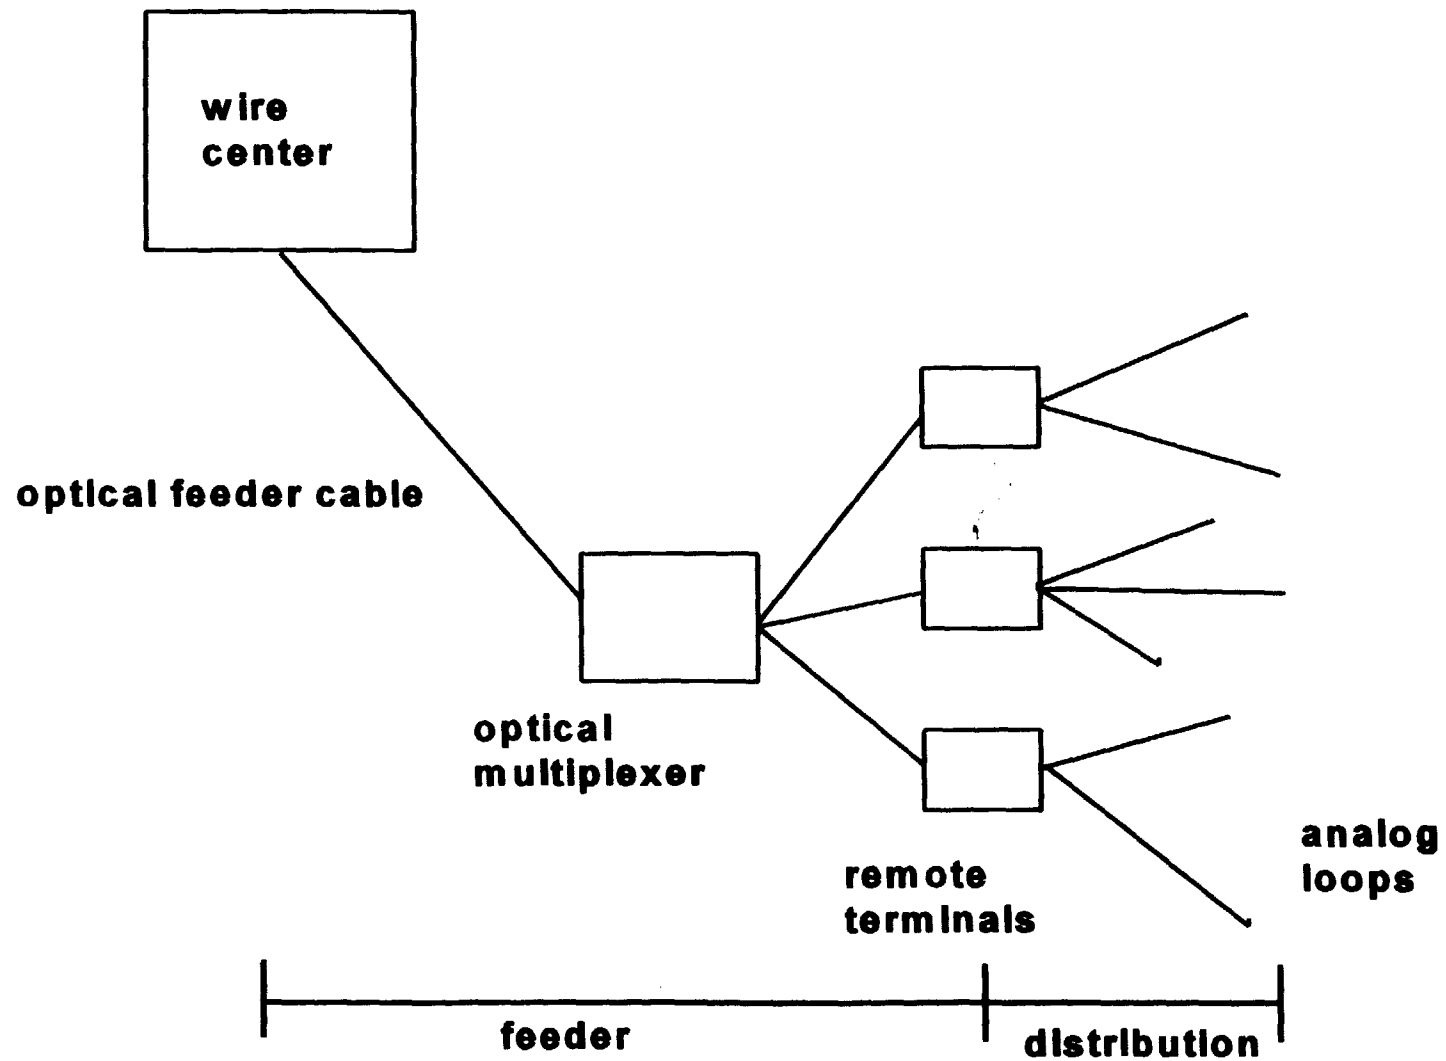 wire
center
optical feeder cable
optical
multiplexer
remote
terminals
analog
loops
feeder
distribution